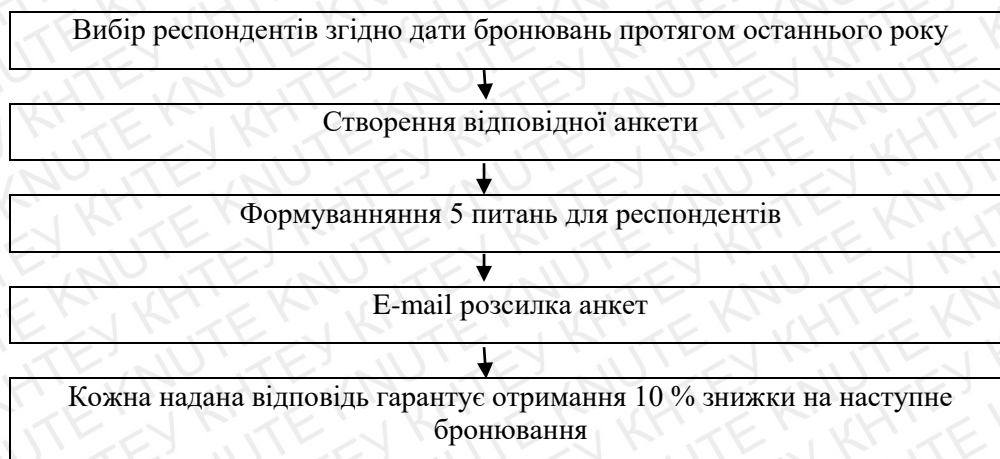 Вибір респондентів згідно дати бронювань протягом останнього року
Створення відповідної анкети
Формуванняння 5 питань для респондентів
E-mail розсилка анкет
Кожна надана відповідь гарантує отримання 10 % знижки на наступне
бронювання